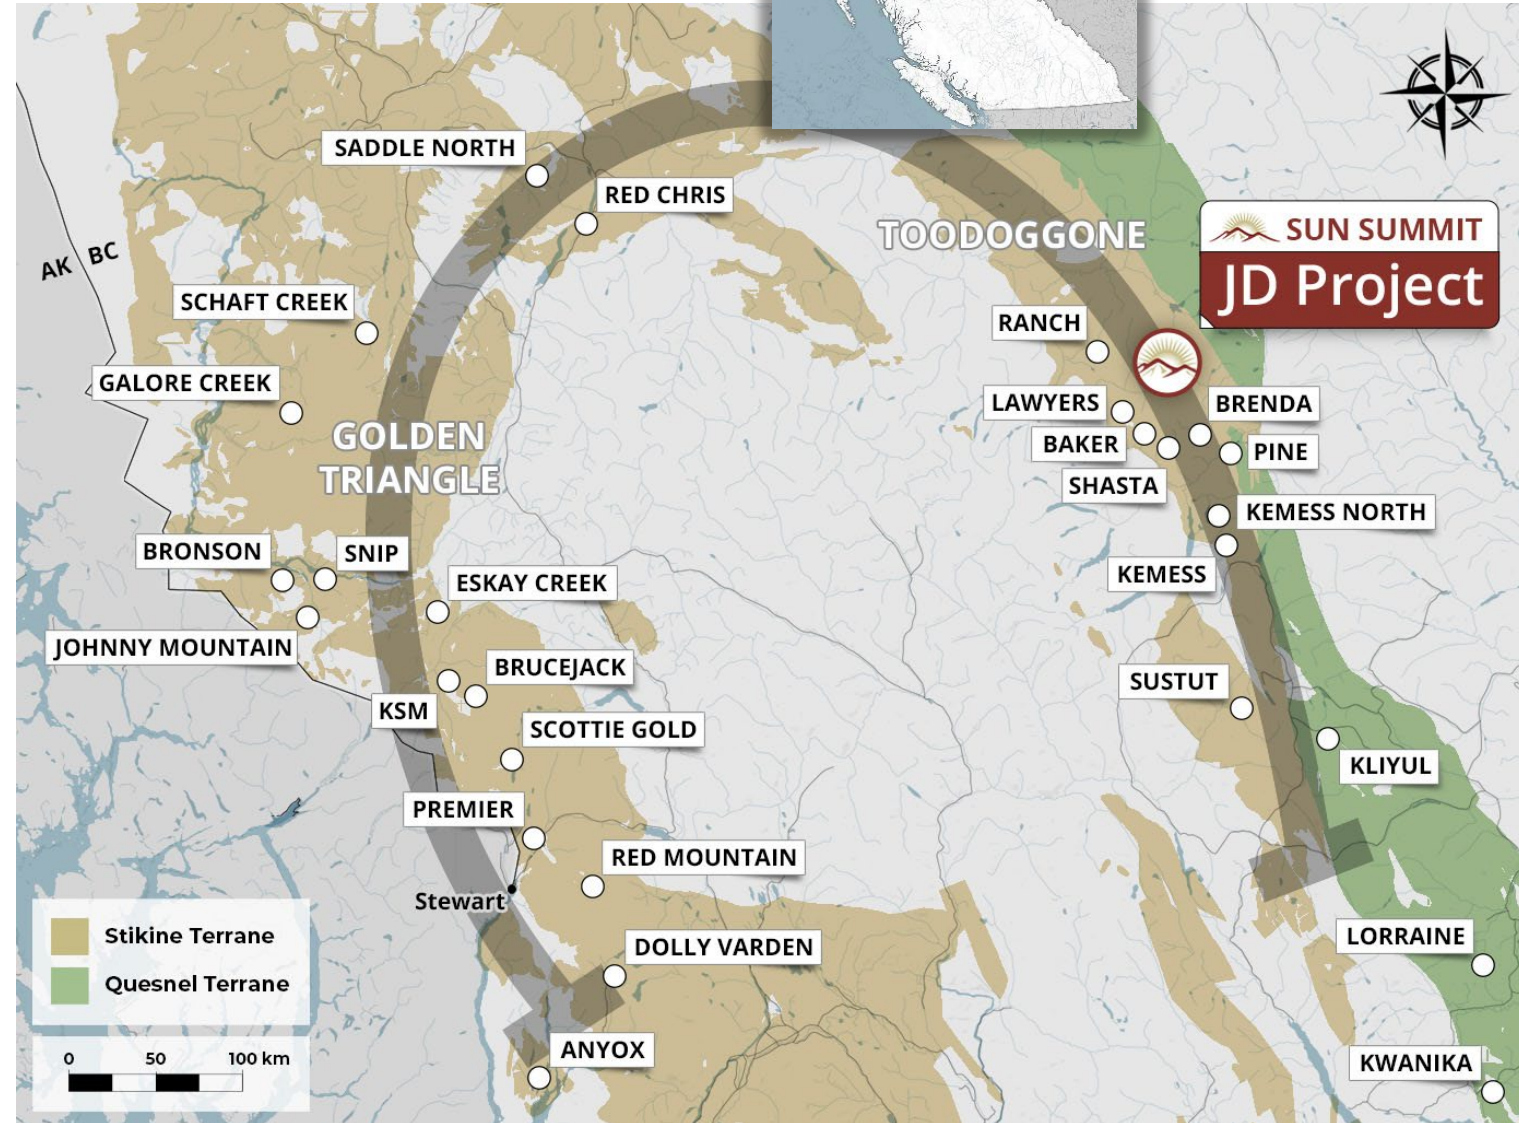 SADDLE NORTH
RED CHRIS
TOODOGGONE
SUN SUMMIT
JD Project
AK BC
SCHAFT CREEK
RANCH
GALORE CREEK
LAWYERS
BRENDA
GOLDEN
TRIANGLE
BAKER
PINE
SHASTA
KEMESS NORTH
BRONSON
SNIP
ESKAY CREEK
KEMESS
JOHNNY MOUNTAIN
BRUCEJACK
SUSTUT
KSM
SCOTTIE GOLD
KLIYUL
PREMIER
RED MOUNTAIN
Stewart
Stikine Terrane
DOLLY VARDEN
LORRAINE
Quesnel Terrane
ANYOX
0 50 100 km
KWANIKA